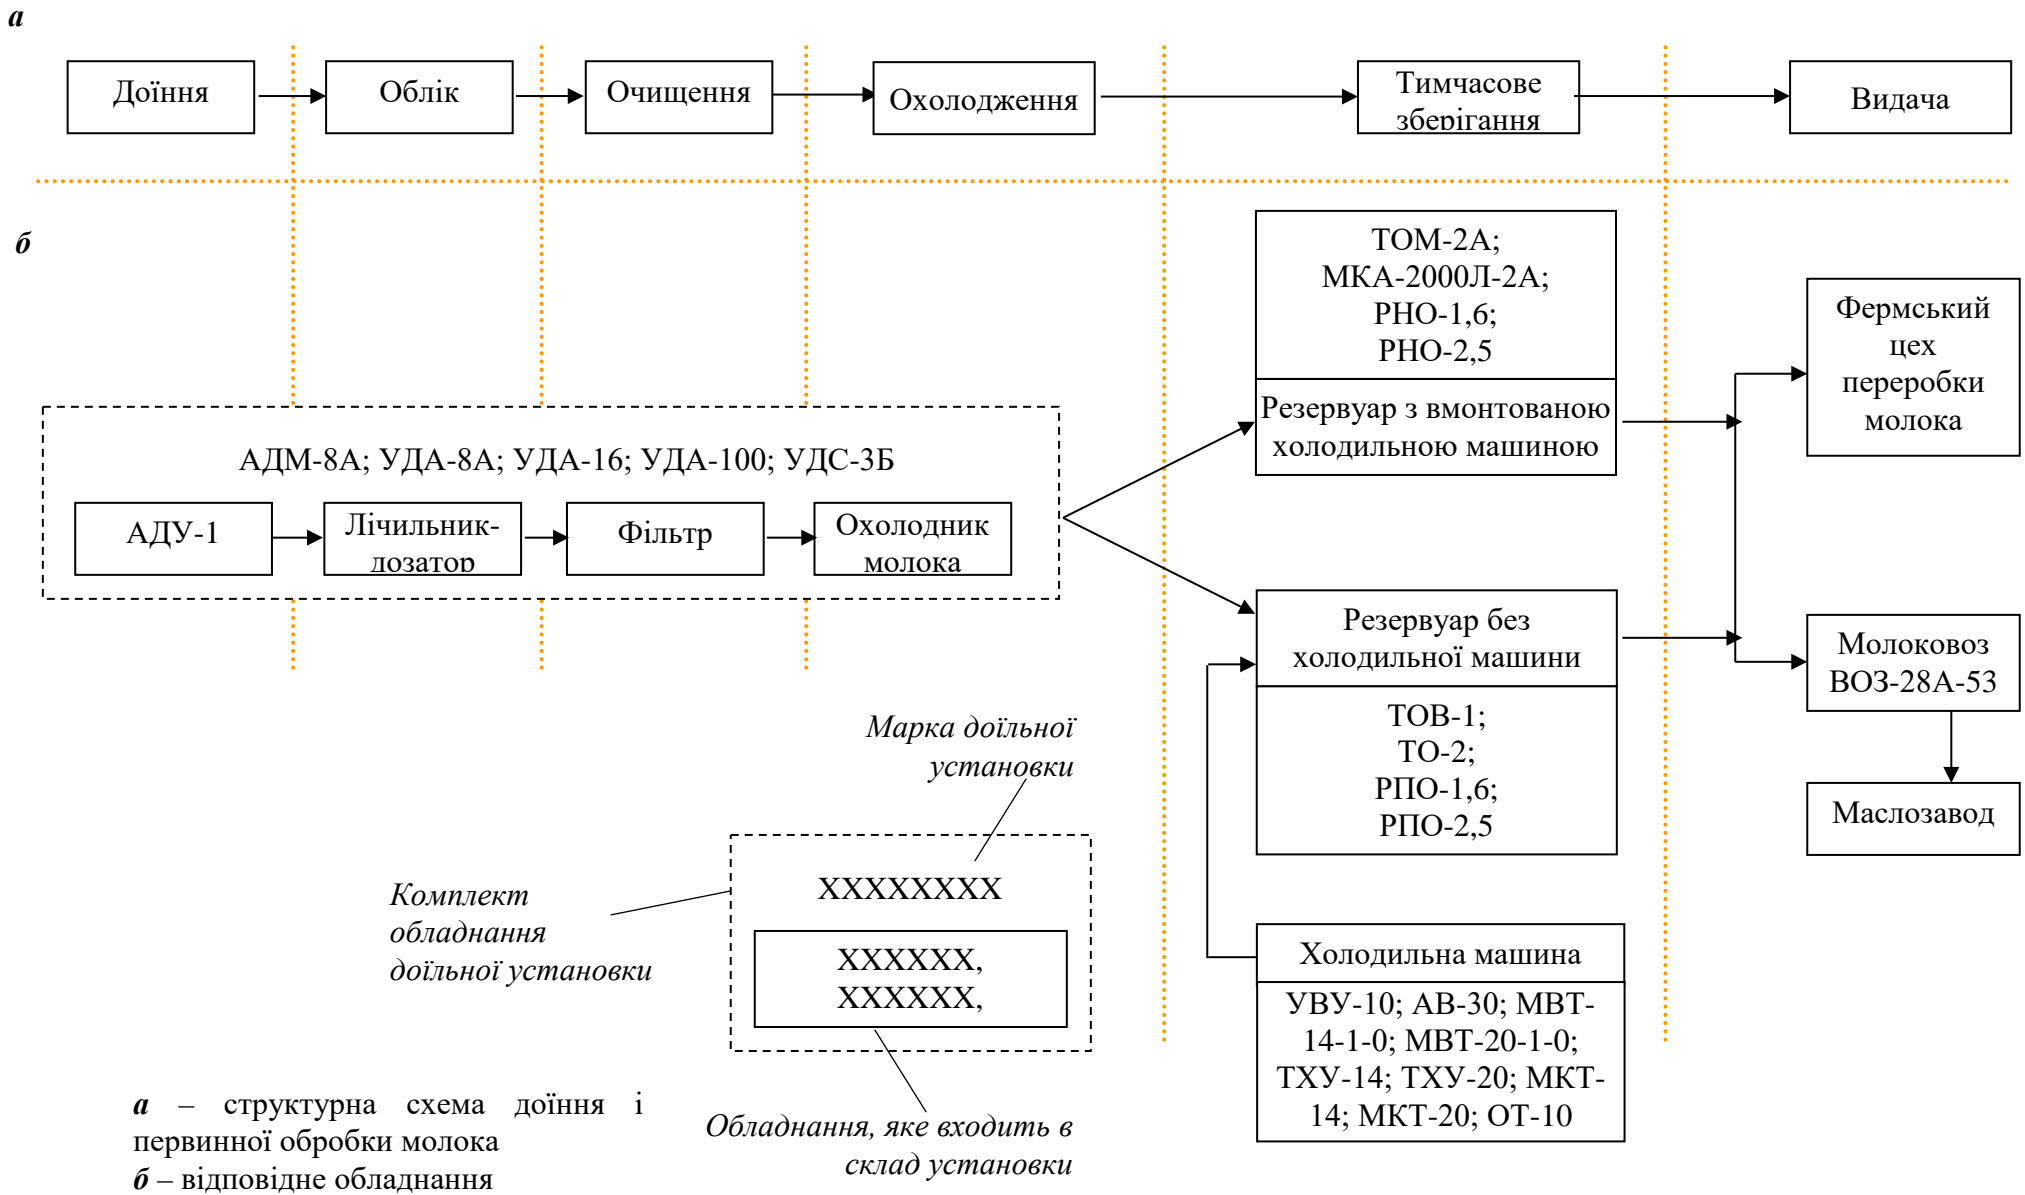 а
Доїння
Облік
Очищення
Охолодження
Тимчасове
зберігання
Видача
б
ТОМ-2А;
МКА-2000Л-2А;
РНО-1,6;
РНО-2,5
Резервуар з вмонтованою
холодильною машиною
Фермський
цех
переробки
молока
АДМ-8А; УДА-8А; УДА-16; УДА-100; УДС-3Б
АДУ-1
Лічильник-
дозатор
Фільтр
Охолодник
молока
Резервуар без
холодильної машини
ТОВ-1;
ТО-2;
РПО-1,6;
РПО-2,5
Молоковоз
ВОЗ-28А-53
Маслозавод
Марка доїльної
установки
Комплект
обладнання
доїльної установки
ХХХХХХХХ
ХХХХХХ,
ХХХХХХ,
Обладнання, яке входить в
склад установки
Холодильна машина
УВУ-10; АВ-30; МВТ-
14-1-0; МВТ-20-1-0;
ТХУ-14; ТХУ-20; МКТ-
14; МКТ-20; ОТ-10
а – структурна схема доїння і
первинної обробки молока
б – відповідне обладнання